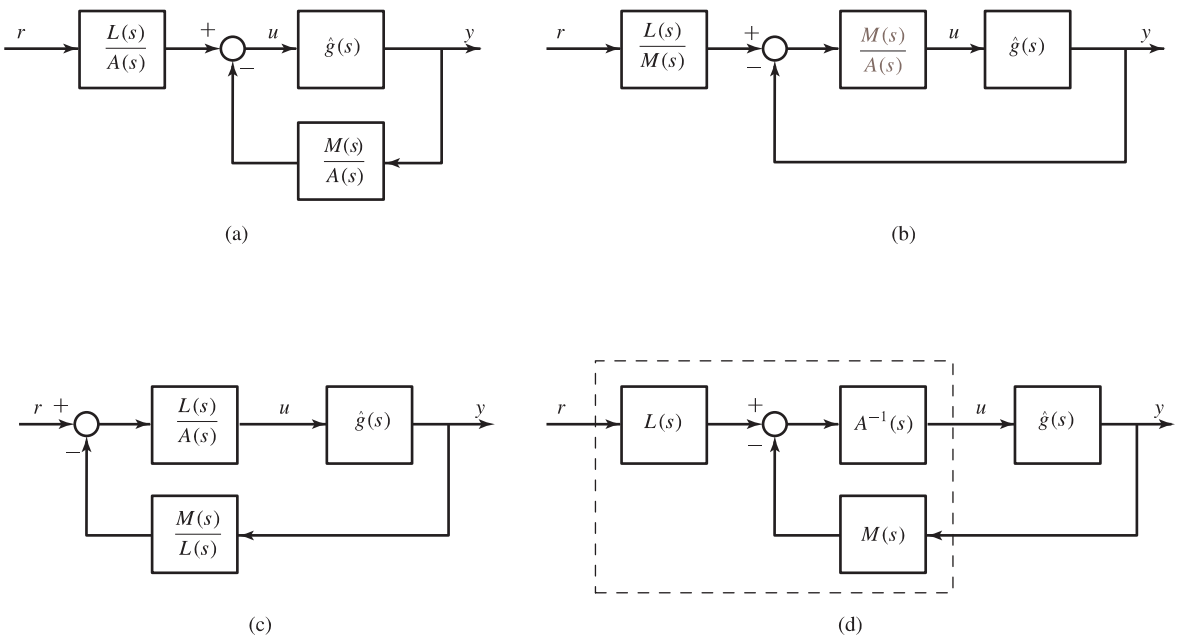 r L(s) + u ĝ(s) y
A(s) −
M(s)
A(s)
(a)
r L(s) + M(s) u ĝ(s) y
M(s) − A(s)
(b)
r + L(s) u ĝ(s) y
− A(s)
M(s)
L(s)
(c)
r L(s) + A⁻¹(s) u ĝ(s) y
−
M(s)
(d)